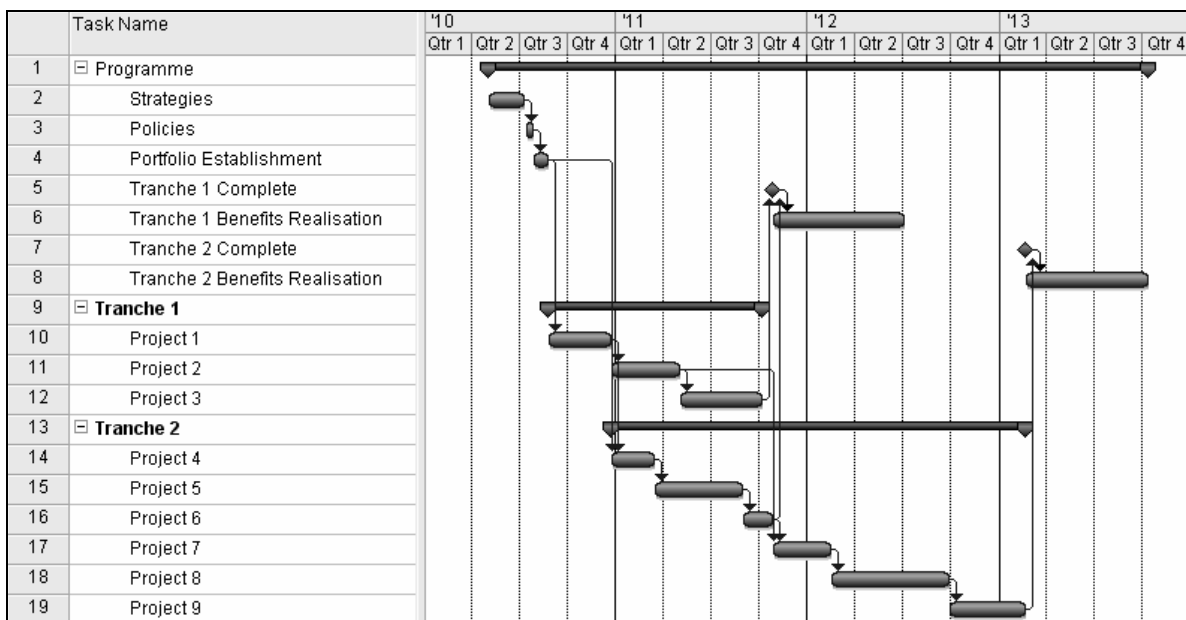 Task Name '10 '11 '12 '13
Qtr 1 Qtr 2 Qtr 3 Qtr 4 Qtr 1 Qtr 2 Qtr 3 Qtr 4 Qtr 1 Qtr 2 Qtr 3 Qtr 4 Qtr 1 Qtr 2 Qtr 3 Qtr 4
1 Programme
2 Strategies
3 Policies
4 Portfolio Establishment
5 Tranche 1 Complete
6 Tranche 1 Benefits Realisation
7 Tranche 2 Complete
8 Tranche 2 Benefits Realisation
9 Tranche 1
10 Project 1
11 Project 2
12 Project 3
13 Tranche 2
14 Project 4
15 Project 5
16 Project 6
17 Project 7
18 Project 8
19 Project 9